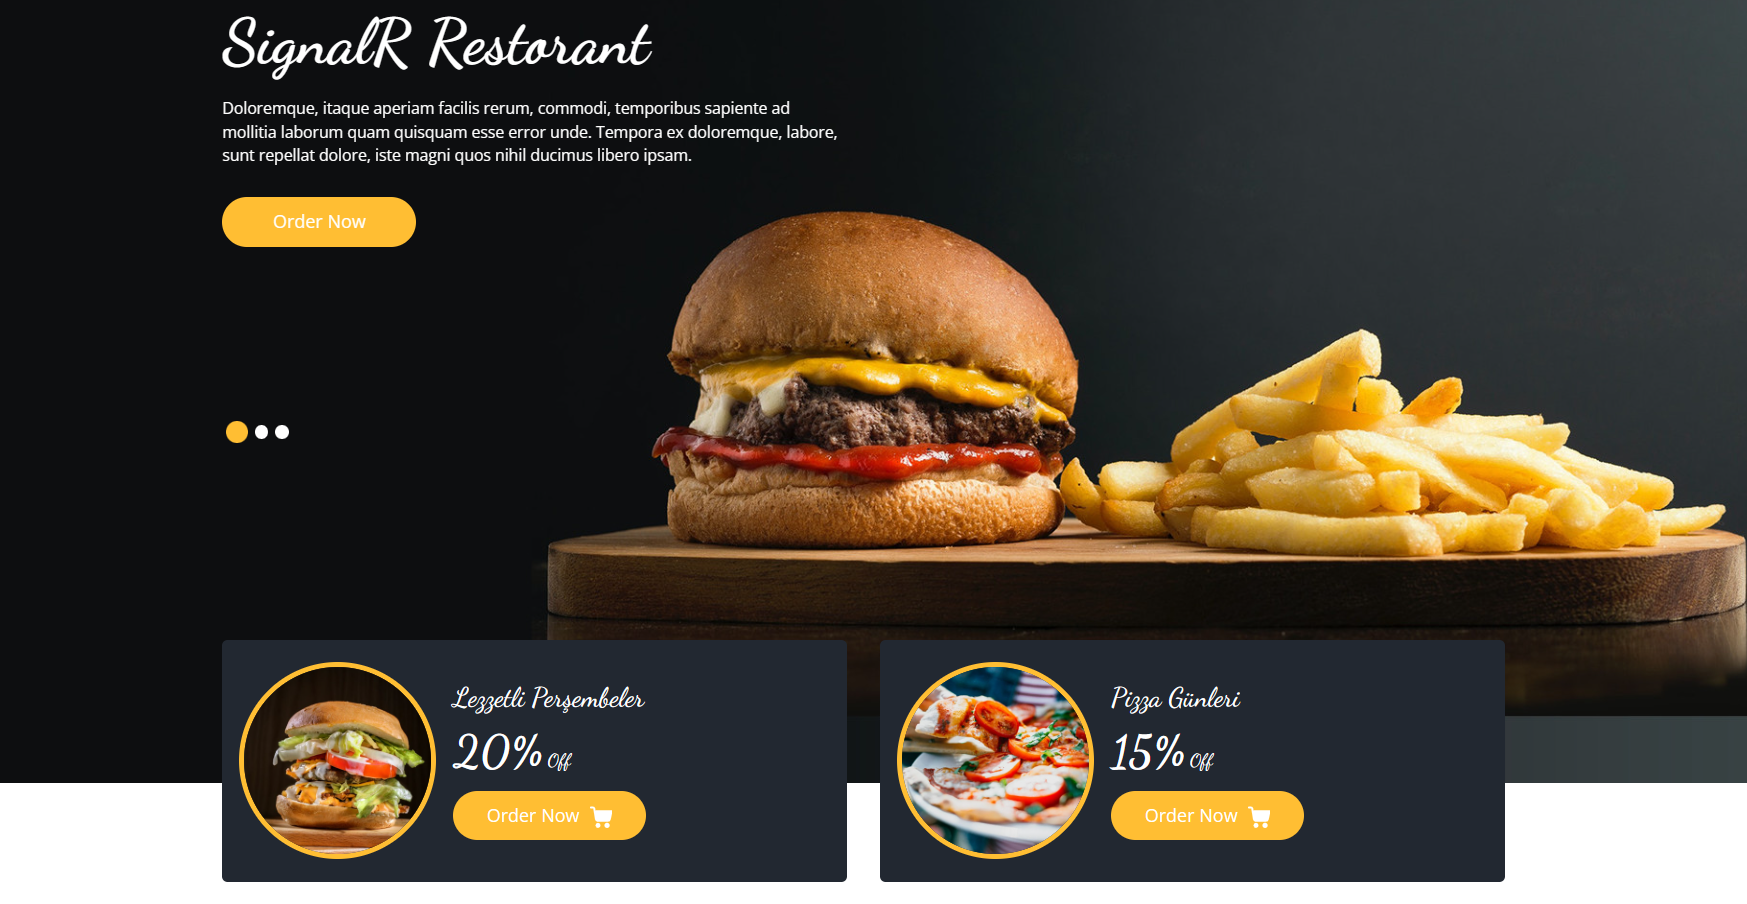 SignalR Restorant
Doloremque, itaque aperiam facilis rerum, commodi, temporibus sapiente ad
mollitia laborum quam quisquam esse error unde. Tempora ex doloremque, labore,
sunt repellat dolore, iste magni quos nihil ducimus libero ipsam.
Order Now
Lezzetli Perşembeler
20% Off
Order Now
Pizza Günleri
15% Off
Order Now